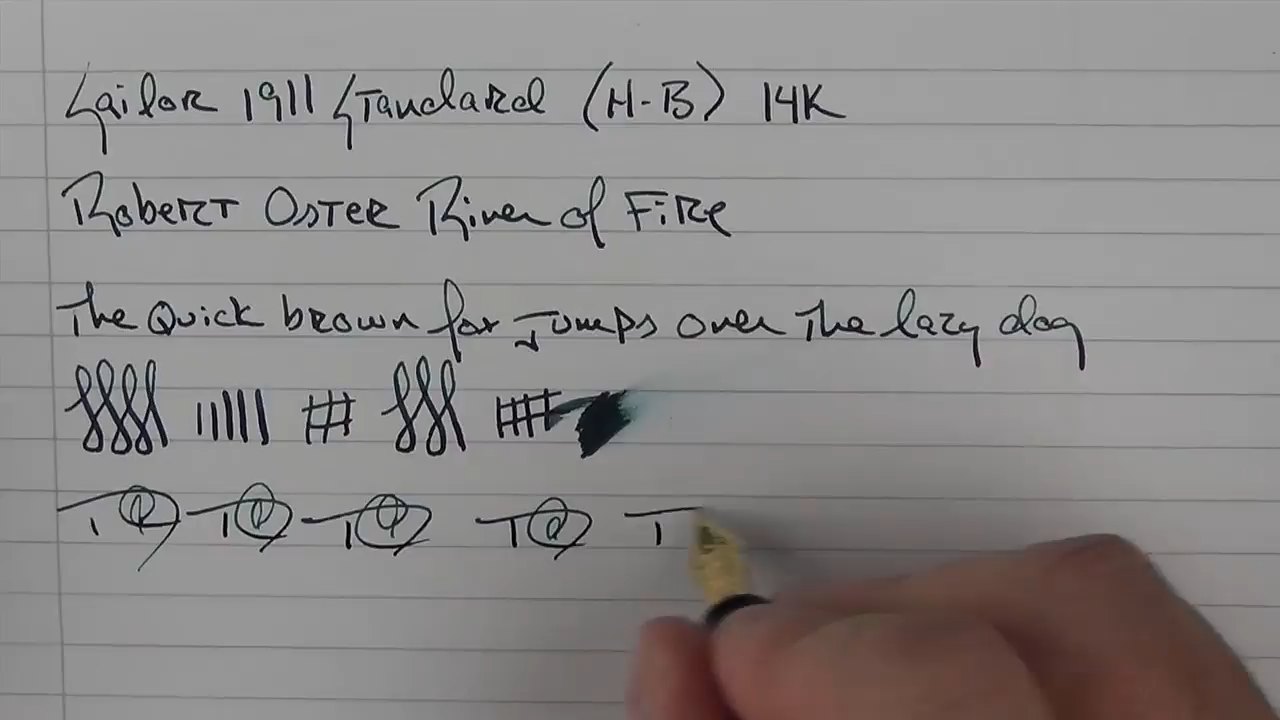 Sailor 1911 Standard (H-B) 14K
Robert Oster River of Fire
The Quick brown fox Jumps over The lazy dog
T